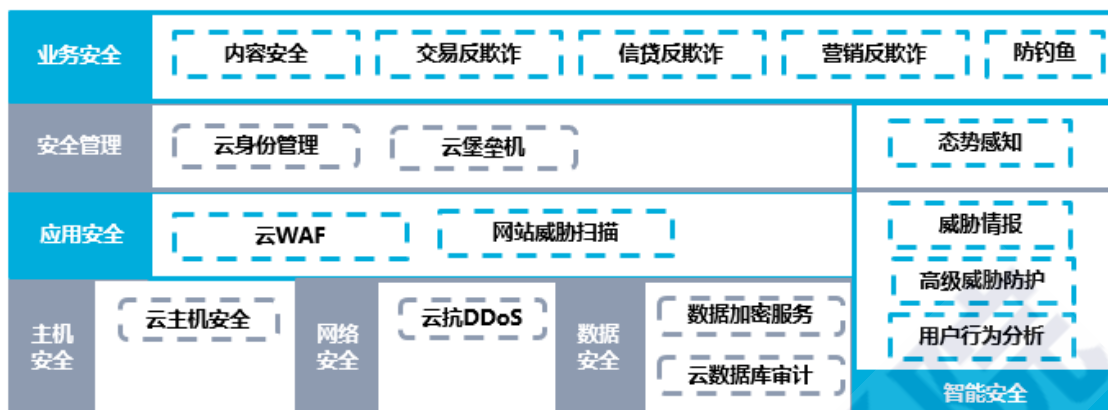 业务安全
内容安全
交易反欺诈
信贷反欺诈
营销反欺诈
防钓鱼
安全管理
云身份管理
云堡垒机
态势感知
应用安全
云WAF
网站威胁扫描
威胁情报
高级威胁防护
用户行为分析
智能安全
主机
安全
云主机安全
网络
安全
云抗DDoS
数据
安全
数据加密服务
云数据库审计